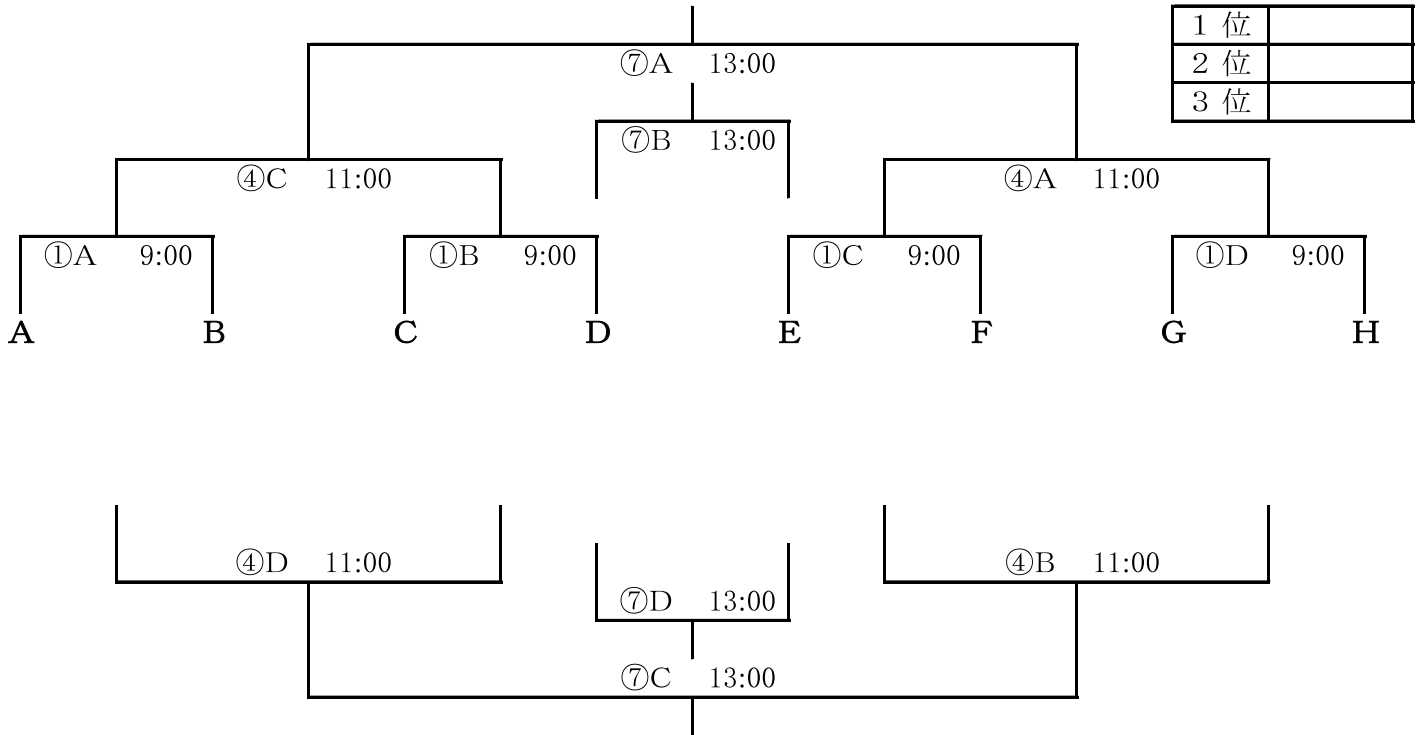 １ 位
⑦A 13:00
２ 位
３ 位
⑦B 13:00
④C 11:00
④A 11:00
①A 9:00
①B 9:00
①C 9:00
①D 9:00
A B C D E F G H
④D 11:00
④B 11:00
⑦D 13:00
⑦C 13:00